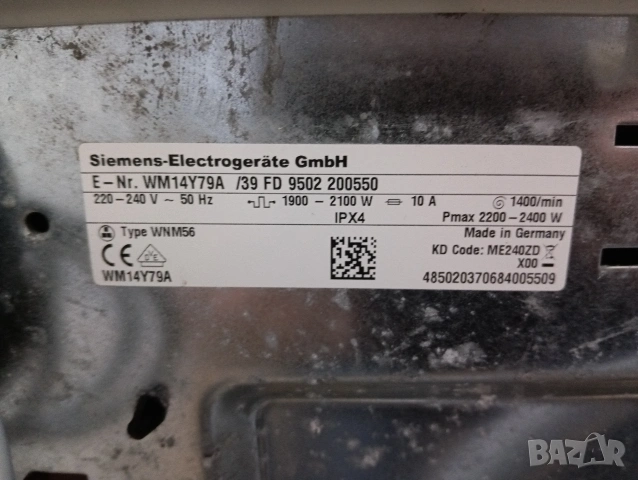 Siemens-Electrogeräte GmbH
E-Nr. WM14Y79A /39 FD 9502 200550
220-240 V ~ 50 Hz 1900-2100 W 10 A 1400/min
IPX4 Pmax 2200-2400 W
Type WNM56 Made in Germany
KD Code: ME240ZD
CE X00
WM14Y79A 485020370684005509
BAZAR